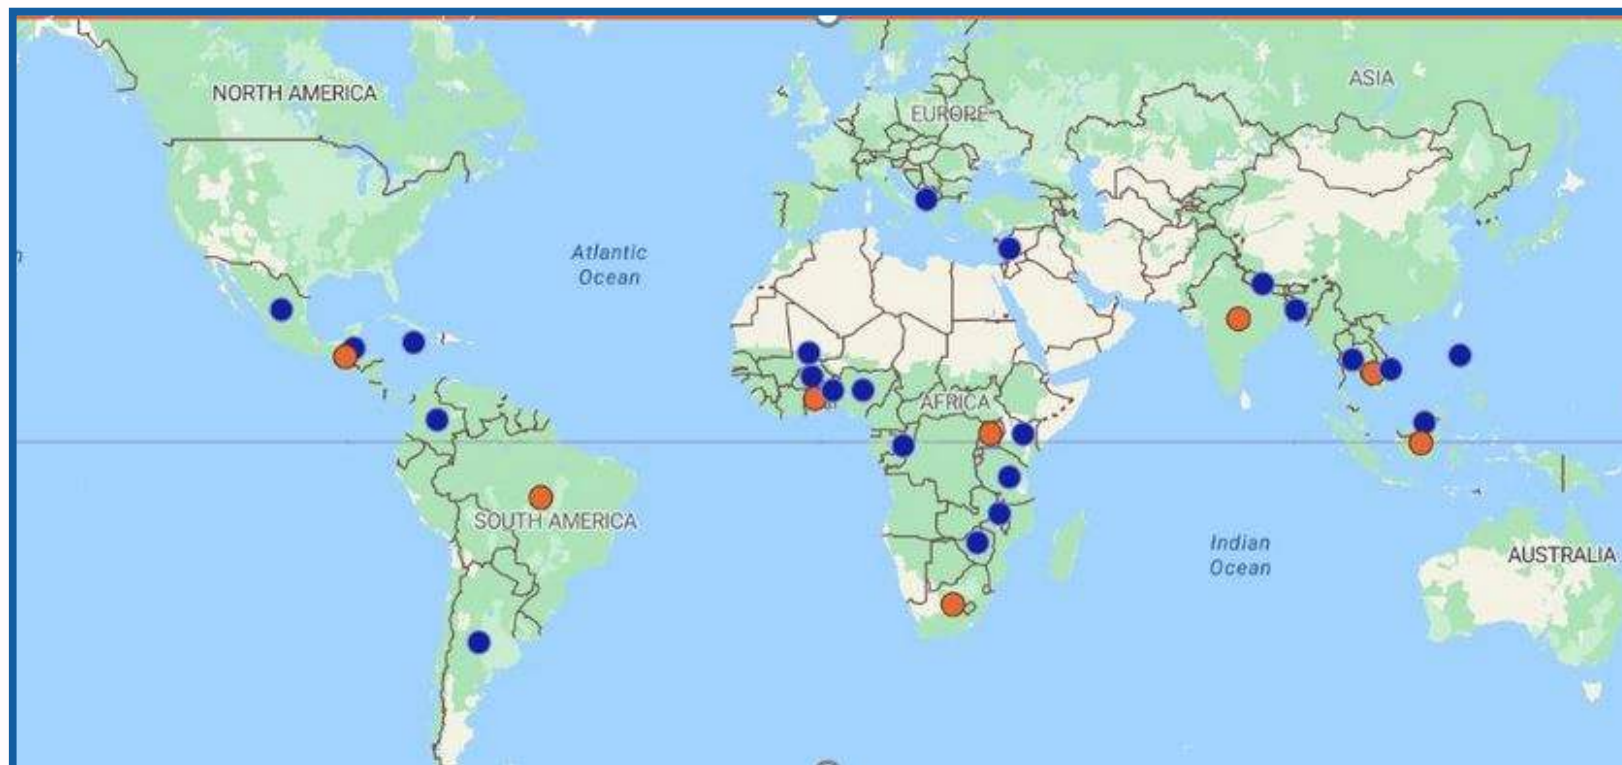 NORTH AMERICA
ASIA
EUROPE
Atlantic
Ocean
AFRICA
SOUTH AMERICA
Indian
Ocean
AUSTRALIA